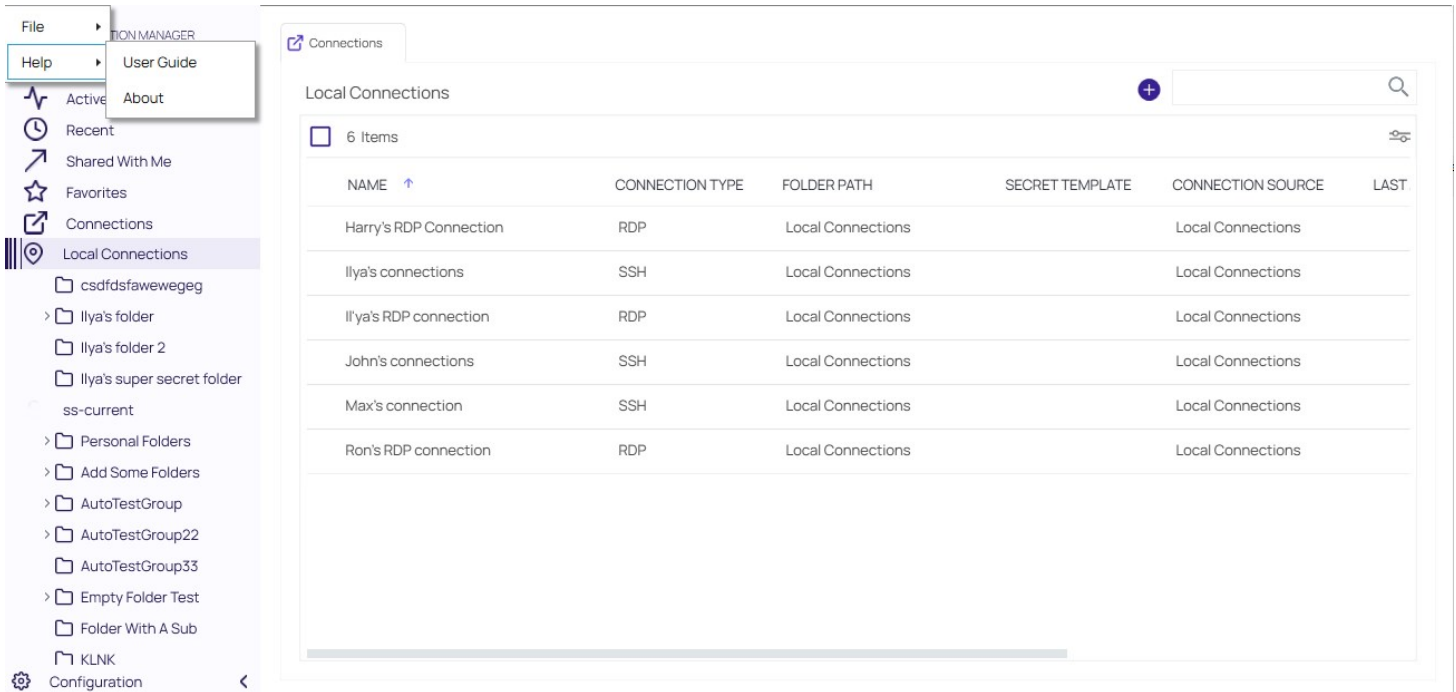 File
TION MANAGER
Help
User Guide
About
Active
Recent
Shared With Me
Favorites
Connections
Local Connections
csdfdsfawewegeg
Ilya's folder
Ilya's folder 2
Ilya's super secret folder
ss-current
Personal Folders
Add Some Folders
AutoTestGroup
AutoTestGroup22
AutoTestGroup33
Empty Folder Test
Folder With A Sub
KLNK
Configuration
Connections
Local Connections
6 Items
NAME CONNECTION TYPE FOLDER PATH SECRET TEMPLATE CONNECTION SOURCE LAST
Harry's RDP Connection RDP Local Connections Local Connections
Ilya's connections SSH Local Connections Local Connections
Il'ya's RDP connection RDP Local Connections Local Connections
John's connections SSH Local Connections Local Connections
Max's connection SSH Local Connections Local Connections
Ron's RDP connection RDP Local Connections Local Connections